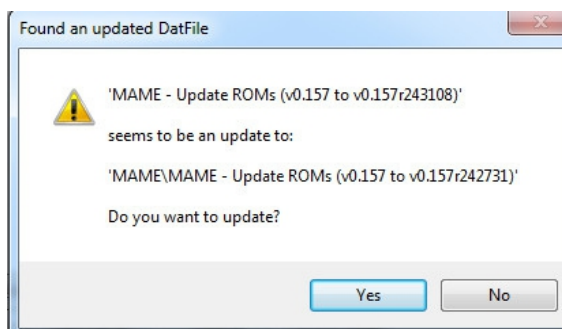 Found an updated DatFile
'MAME - Update ROMs (v0.157 to v0.157r243108)'
seems to be an update to:
'MAME\MAME - Update ROMs (v0.157 to v0.157r242731)'
Do you want to update?
Yes No